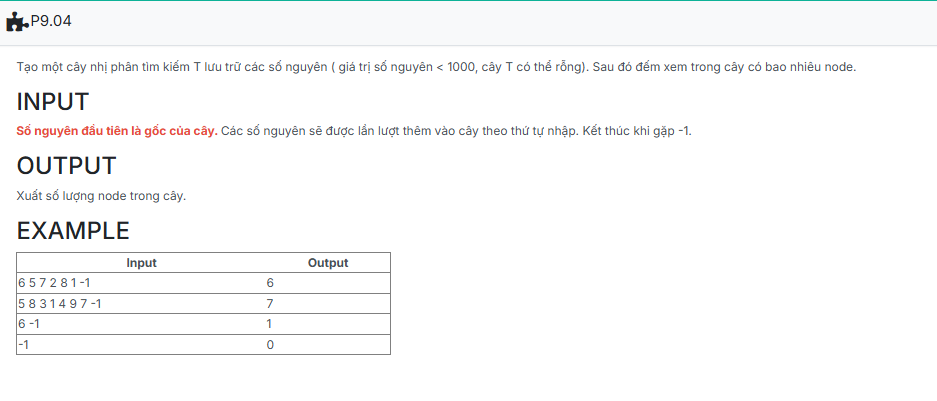 P9.04
Tạo một cây nhị phân tìm kiếm T lưu trữ các số nguyên ( giá trị số nguyên < 1000, cây T có thể rỗng). Sau đó đếm xem trong cây có bao nhiêu node.
INPUT
Số nguyên đầu tiên là gốc của cây. Các số nguyên sẽ được lần lượt thêm vào cây theo thứ tự nhập. Kết thúc khi gặp -1.
OUTPUT
Xuất số lượng node trong cây.
EXAMPLE
Input Output
6 5 7 2 8 1 -1 6
5 8 3 1 4 9 7 -1 7
6 -1 1
-1 0